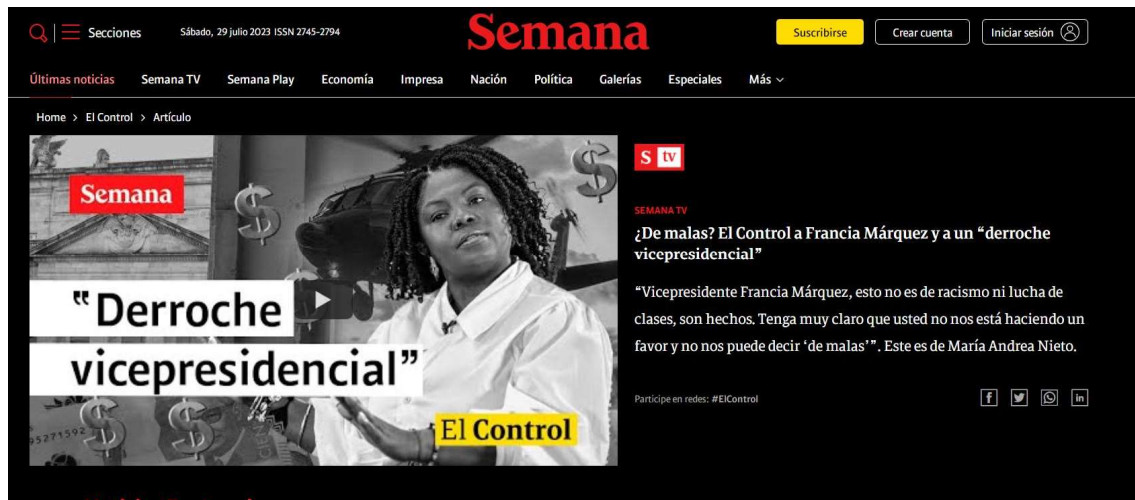 Secciones
Sábado, 29 julio 2023 ISSN 2745-2794
Semana
Suscribirse
Crear cuenta
Iniciar sesión
Últimas noticias
Semana TV
Semana Play
Economía
Impresa
Nación
Política
Galerías
Especiales
Más
Home > El Control > Artículo
Semana
“Derroche
vicepresidencial”
El Control
95271592
S tv
SEMANA TV
¿De malas? El Control a Francia Márquez y a un “derroche
vicepresidencial”
“Vicepresidente Francia Márquez, esto no es de racismo ni lucha de
clases, son hechos. Tenga muy claro que usted no nos está haciendo un
favor y no nos puede decir ‘de malas’”. Este es de María Andrea Nieto.
Participe en redes: #ElControl